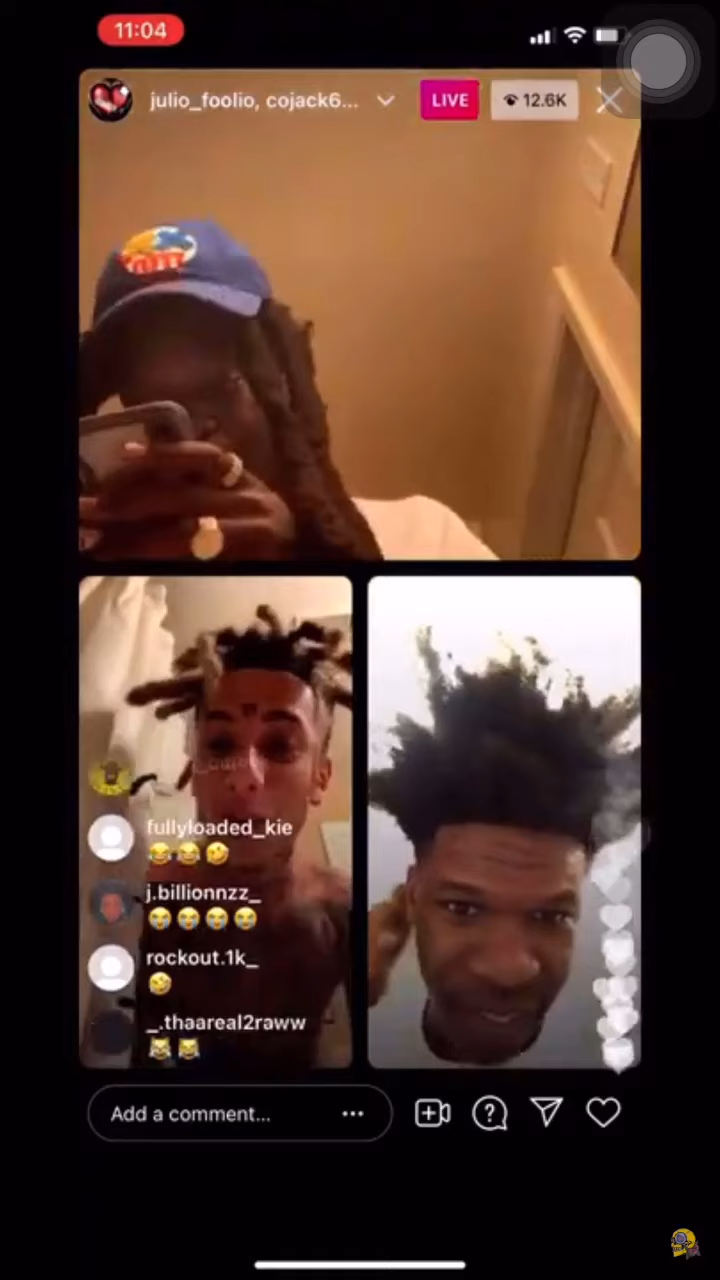 11:04
julio_foolio, cojack6...
LIVE
12.6K
fullyloaded_kie
😂😂🤣
j.billionnzz_
😭😭😭😭
rockout.1k_
🤣
_.thaareal2raww
😹😹
Add a comment...